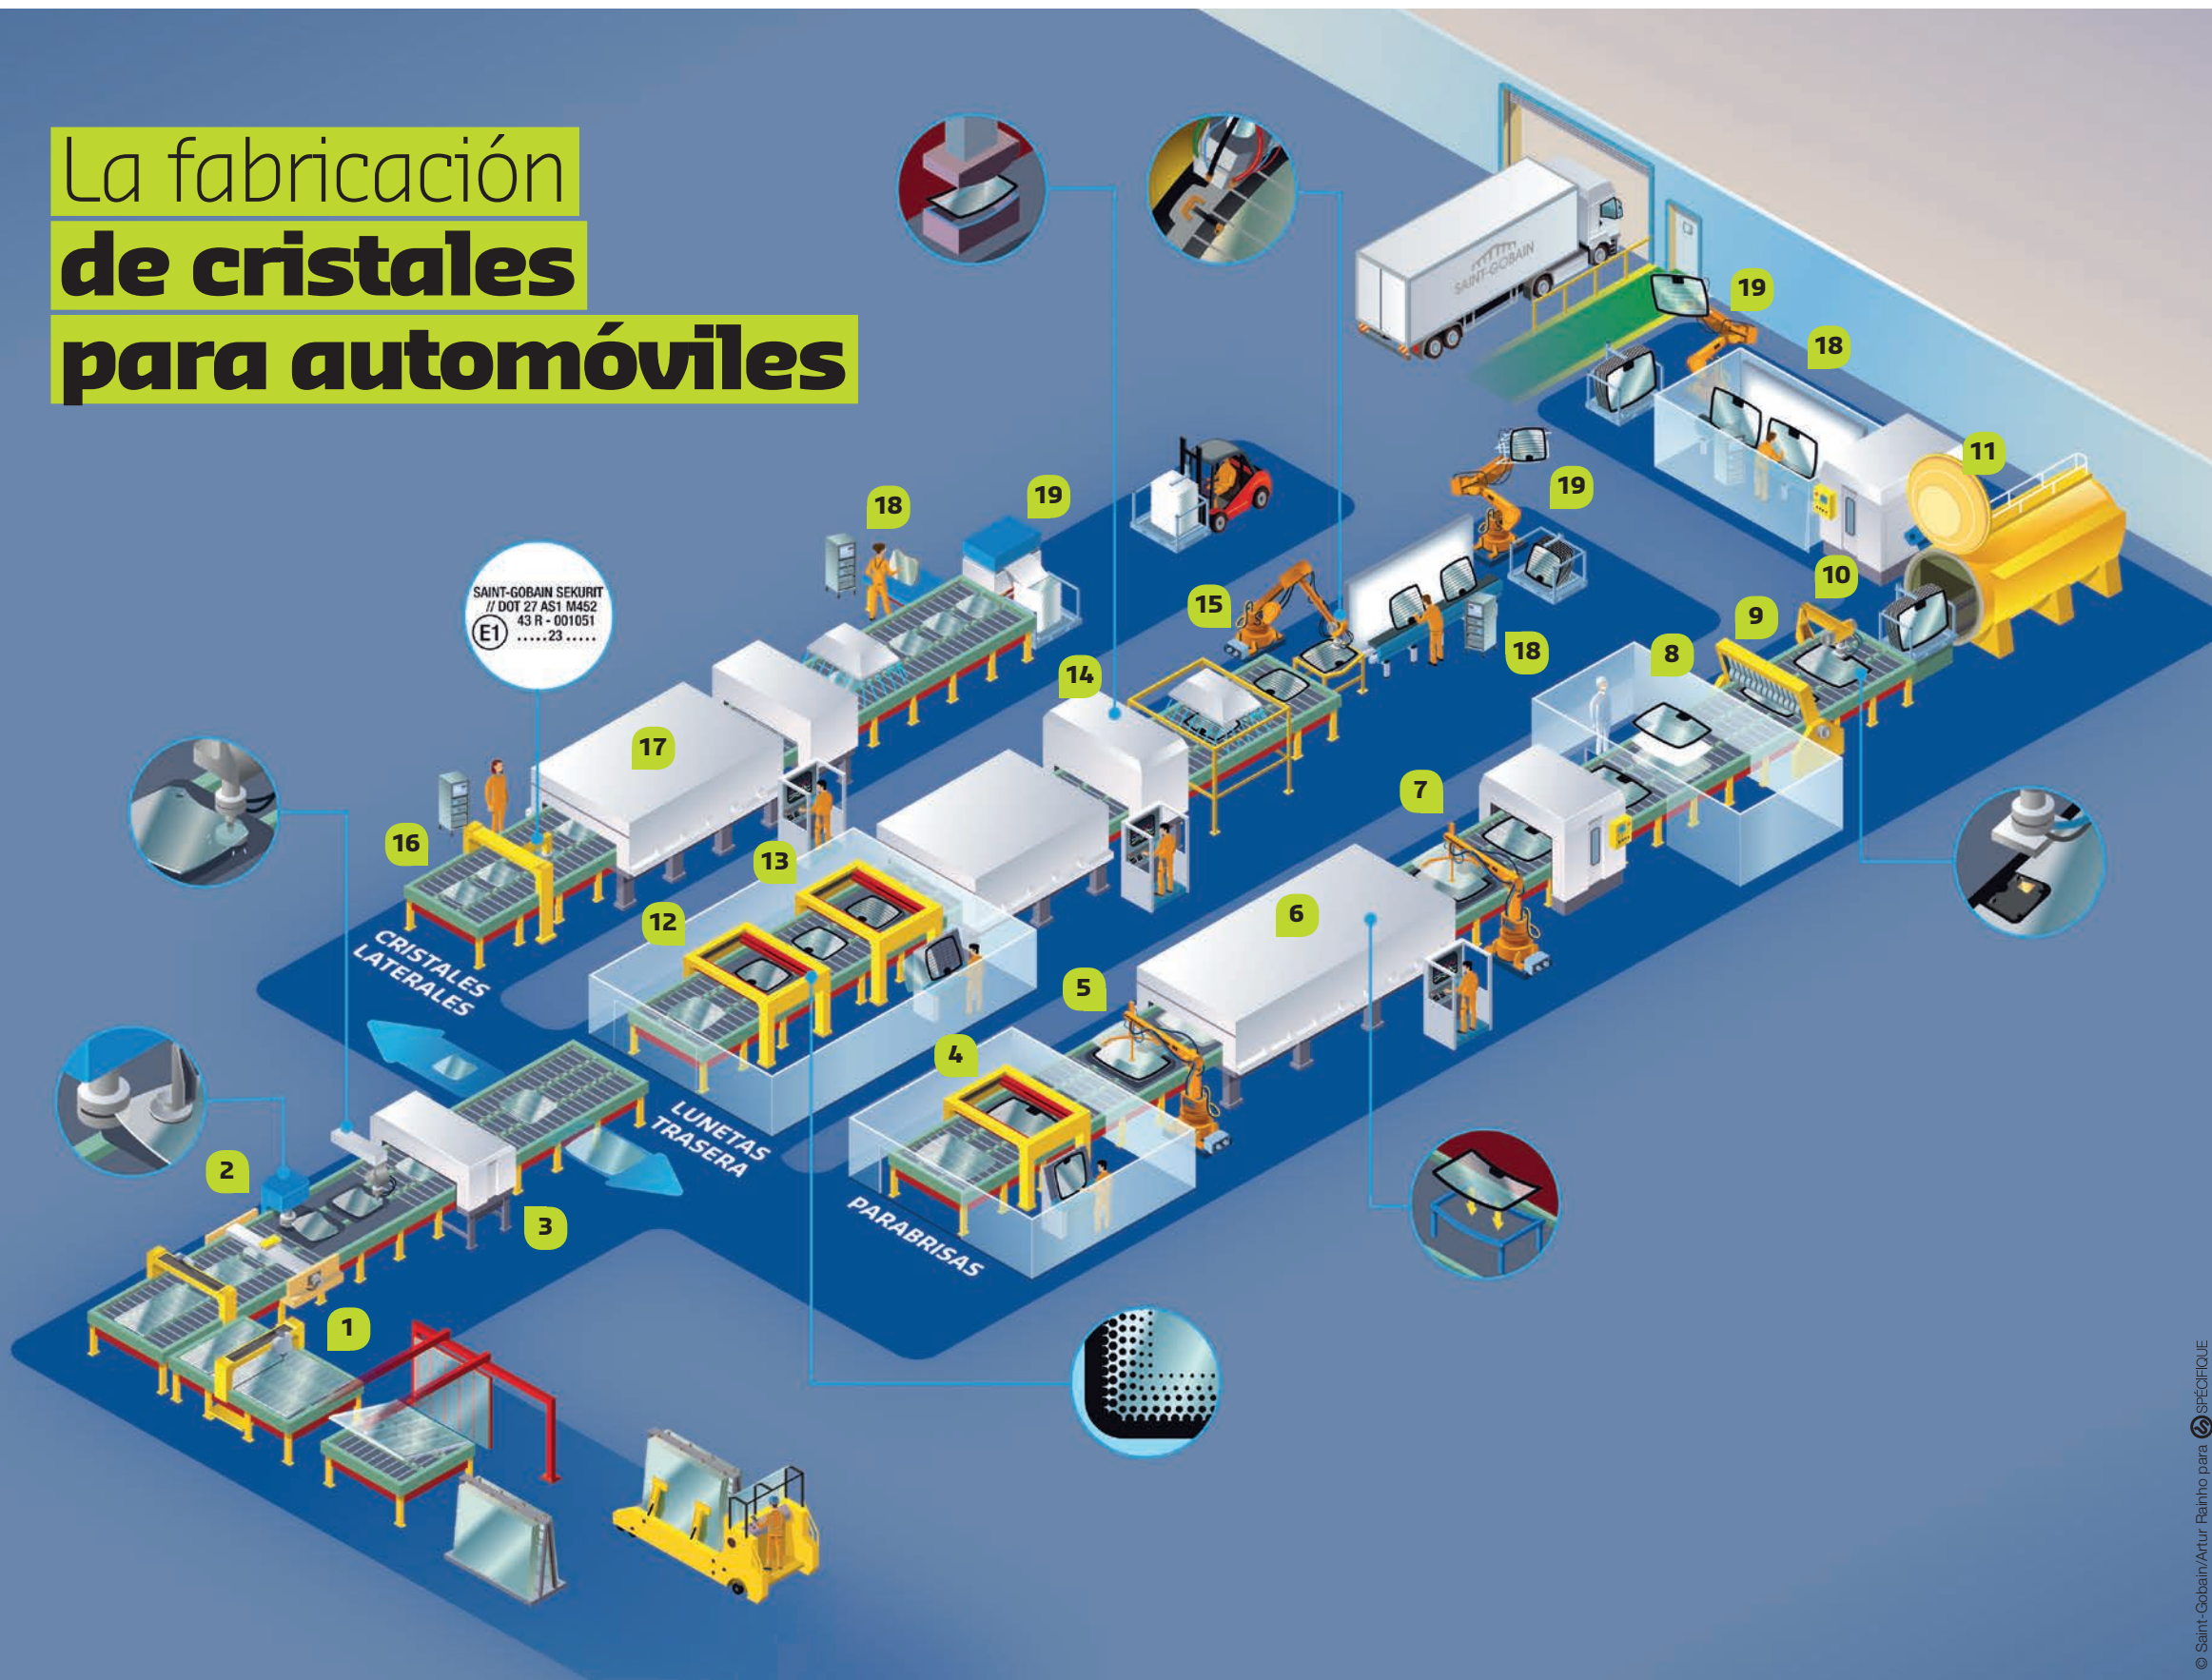 La fabricación
de cristales
para automóviles
SAINT-GOBAIN
19
18
11
18
19
19
SAINT-GOBAIN SEKURIT
// DOT 27 AS1 M452
43 R - 001051
E1 .....23.....
15
10
9
18
8
14
17
7
16
13
12
6
CRISTALES
LATERALES
5
4
LUNETAS
TRASERA
2
3
PARABRISAS
1
© Saint-Gobain/Artur Rainho para SPÉCIFIQUE